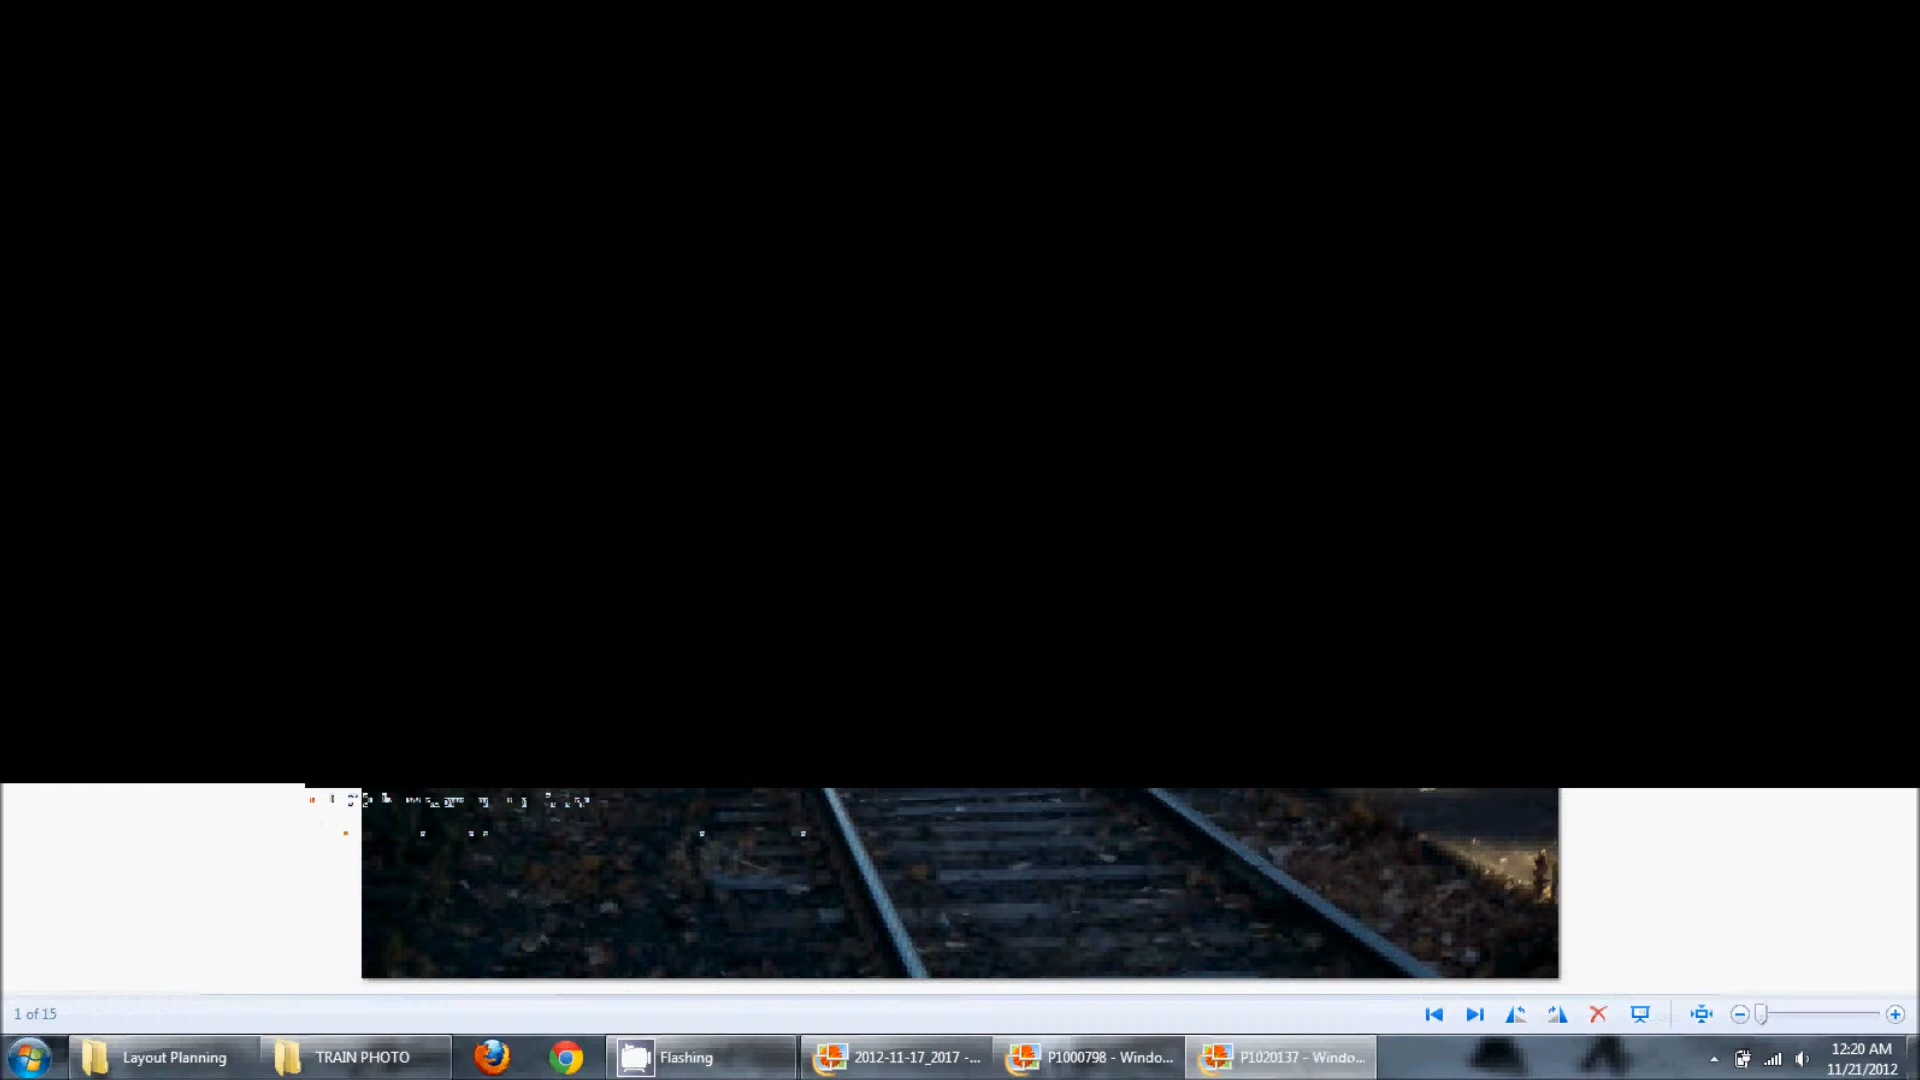 1 of 15
Layout Planning
TRAIN PHOTO
Flashing
2012-11-17_2017 -...
P1000798 - Windo...
P1020137 - Windo...
12:20 AM
11/21/2012